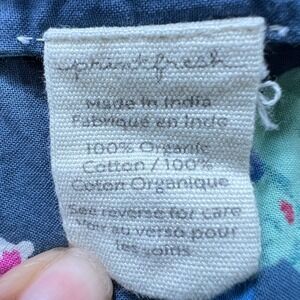 printfresh
Made in India
Fabriqué en Inde
100% Organic
Cotton / 100%
Coton Organique
See reverse for care
Voir au verso pour
les soins